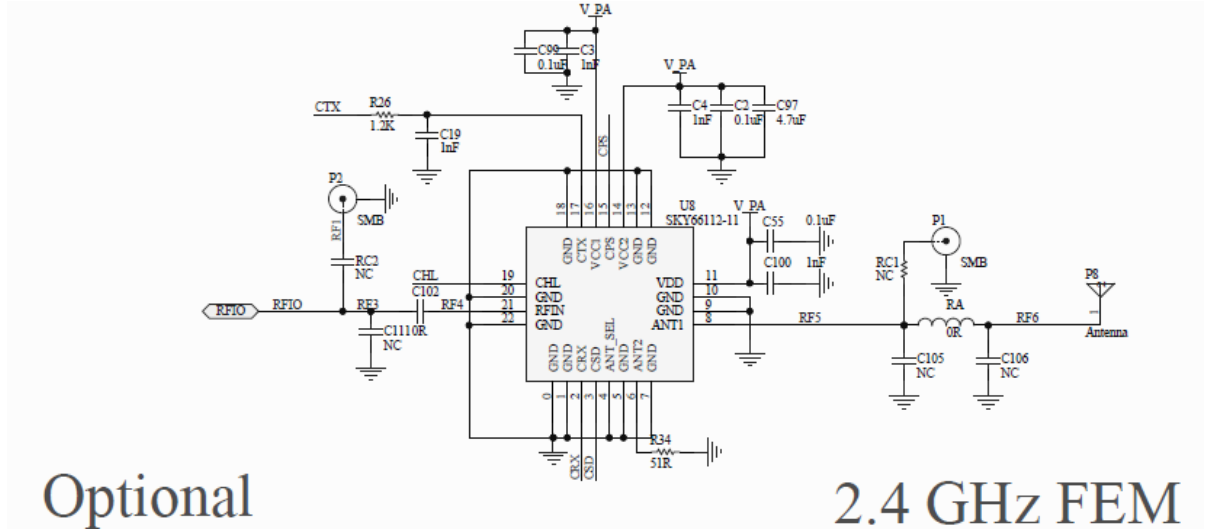 V_PA
C99 C3
0.1uF 1nF
V_PA
C4 C2 C97
1nF 0.1uF 4.7uF
CTX R26
1.2K
C19
1nF
CPS
P2
SMB
RF1
RC2
NC
18 17 16 15 14 13 12
U8
SKY66112-11
GND CTX VCC1 CPS VCC2 GND GND
V_PA
C55 0.1uF
C100 1nF
P1
SMB
RC1
NC
P8
CHL 19 CHL
20 GND
RFIO RFIO RF3 C102 RF4 21 RFIN
22 GND
C111 0R
NC
VDD 11
GND 10
GND 9
ANT1 8
RF5
RA
0R
RF6
1
Antenna
C105
NC
C106
NC
GND GND CRX CSD ANT_SEL GND ANT2 GND
0 1 2 3 4 5 6 7
CRX CSD
R34
51R
Optional
2.4 GHz FEM